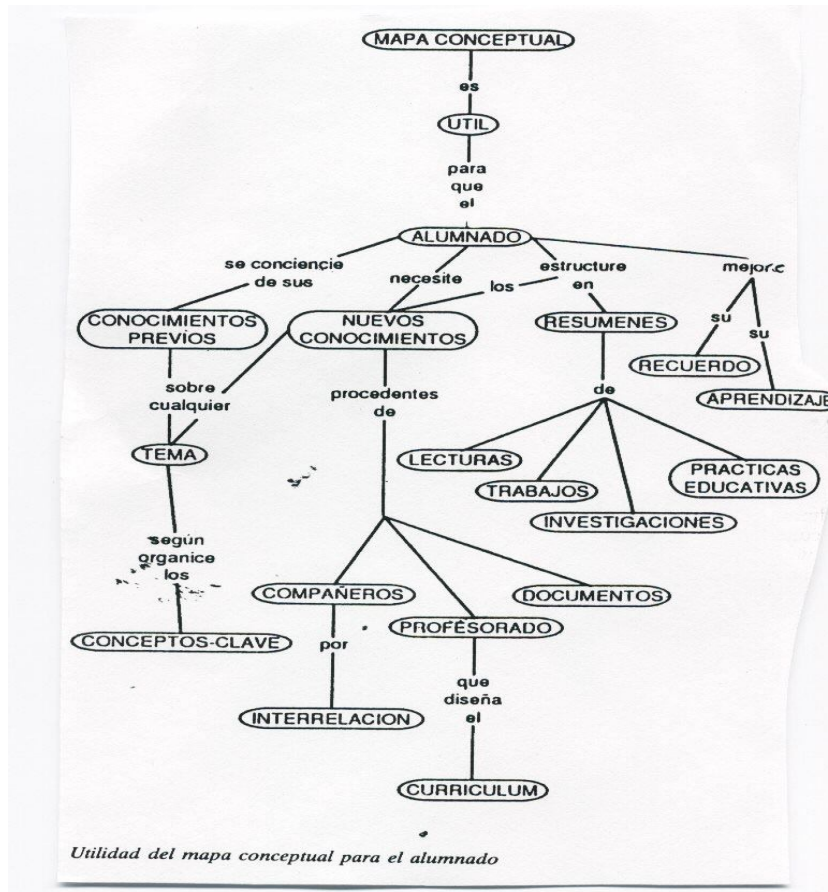 MAPA CONCEPTUAL
es
UTIL
para
que
el
ALUMNADO
se conciencie
de sus
necesite
los
estructure
en
CONOCIMIENTOS
PREVIOS
NUEVOS
CONOCIMIENTOS
RESUMENES
su
su
RECUERDO
APRENDIZAJE
sobre
cualquier
procedentes
de
de
TEMA
LECTURAS
TRABAJOS
INVESTIGACIONES
PRACTICAS
EDUCATIVAS
según
organice
los
COMPAÑEROS
PROFESORADO
DOCUMENTOS
CONCEPTOS-CLAVE
por
INTERRELACION
que
diseña
el
CURRICULUM
Utilidad del mapa conceptual para el alumnado